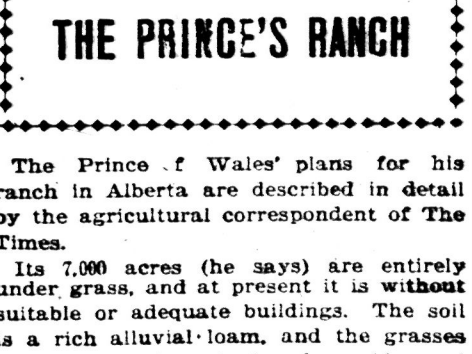 THE PRINCE'S RANCH
The Prince f Wales' plans for his
ranch in Alberta are described in detail
by the agricultural correspondent of The
Times.
Its 7,000 acres (he says) are entirely
under grass, and at present it is without
suitable or adequate buildings. The soil
is a rich alluvial loam, and the grasses